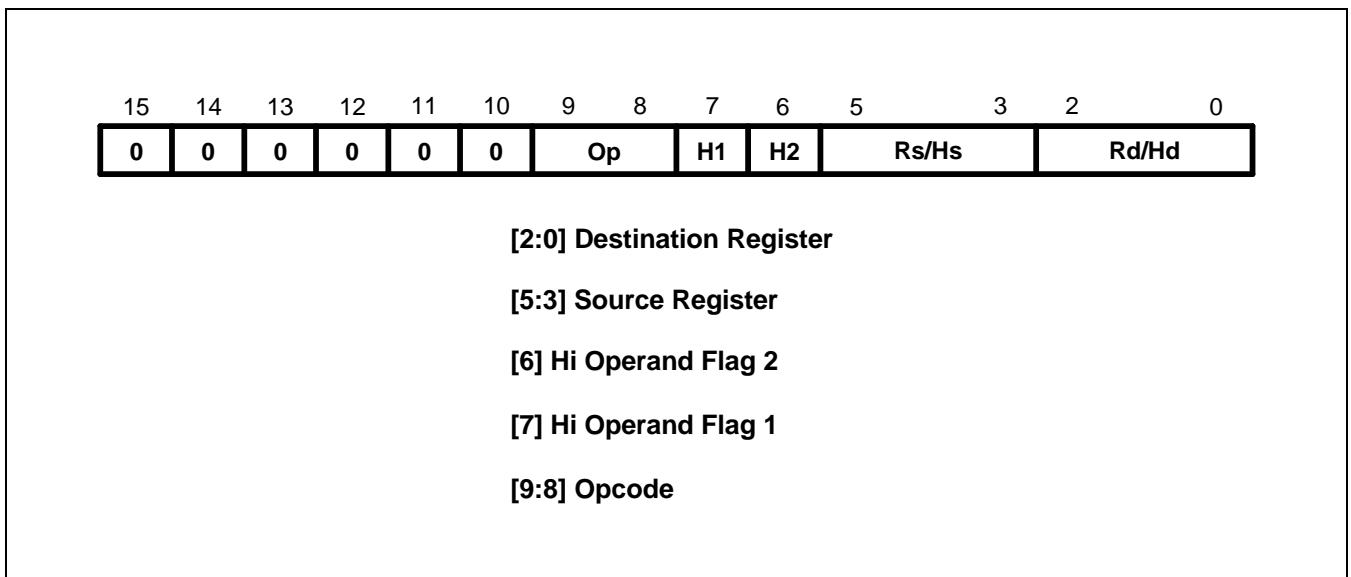 15 14 13 12 11 10 9 8 7 6 5 3 2 0
0 0 0 0 0 0 Op H1 H2 Rs/Hs Rd/Hd
[2:0] Destination Register
[5:3] Source Register
[6] Hi Operand Flag 2
[7] Hi Operand Flag 1
[9:8] Opcode